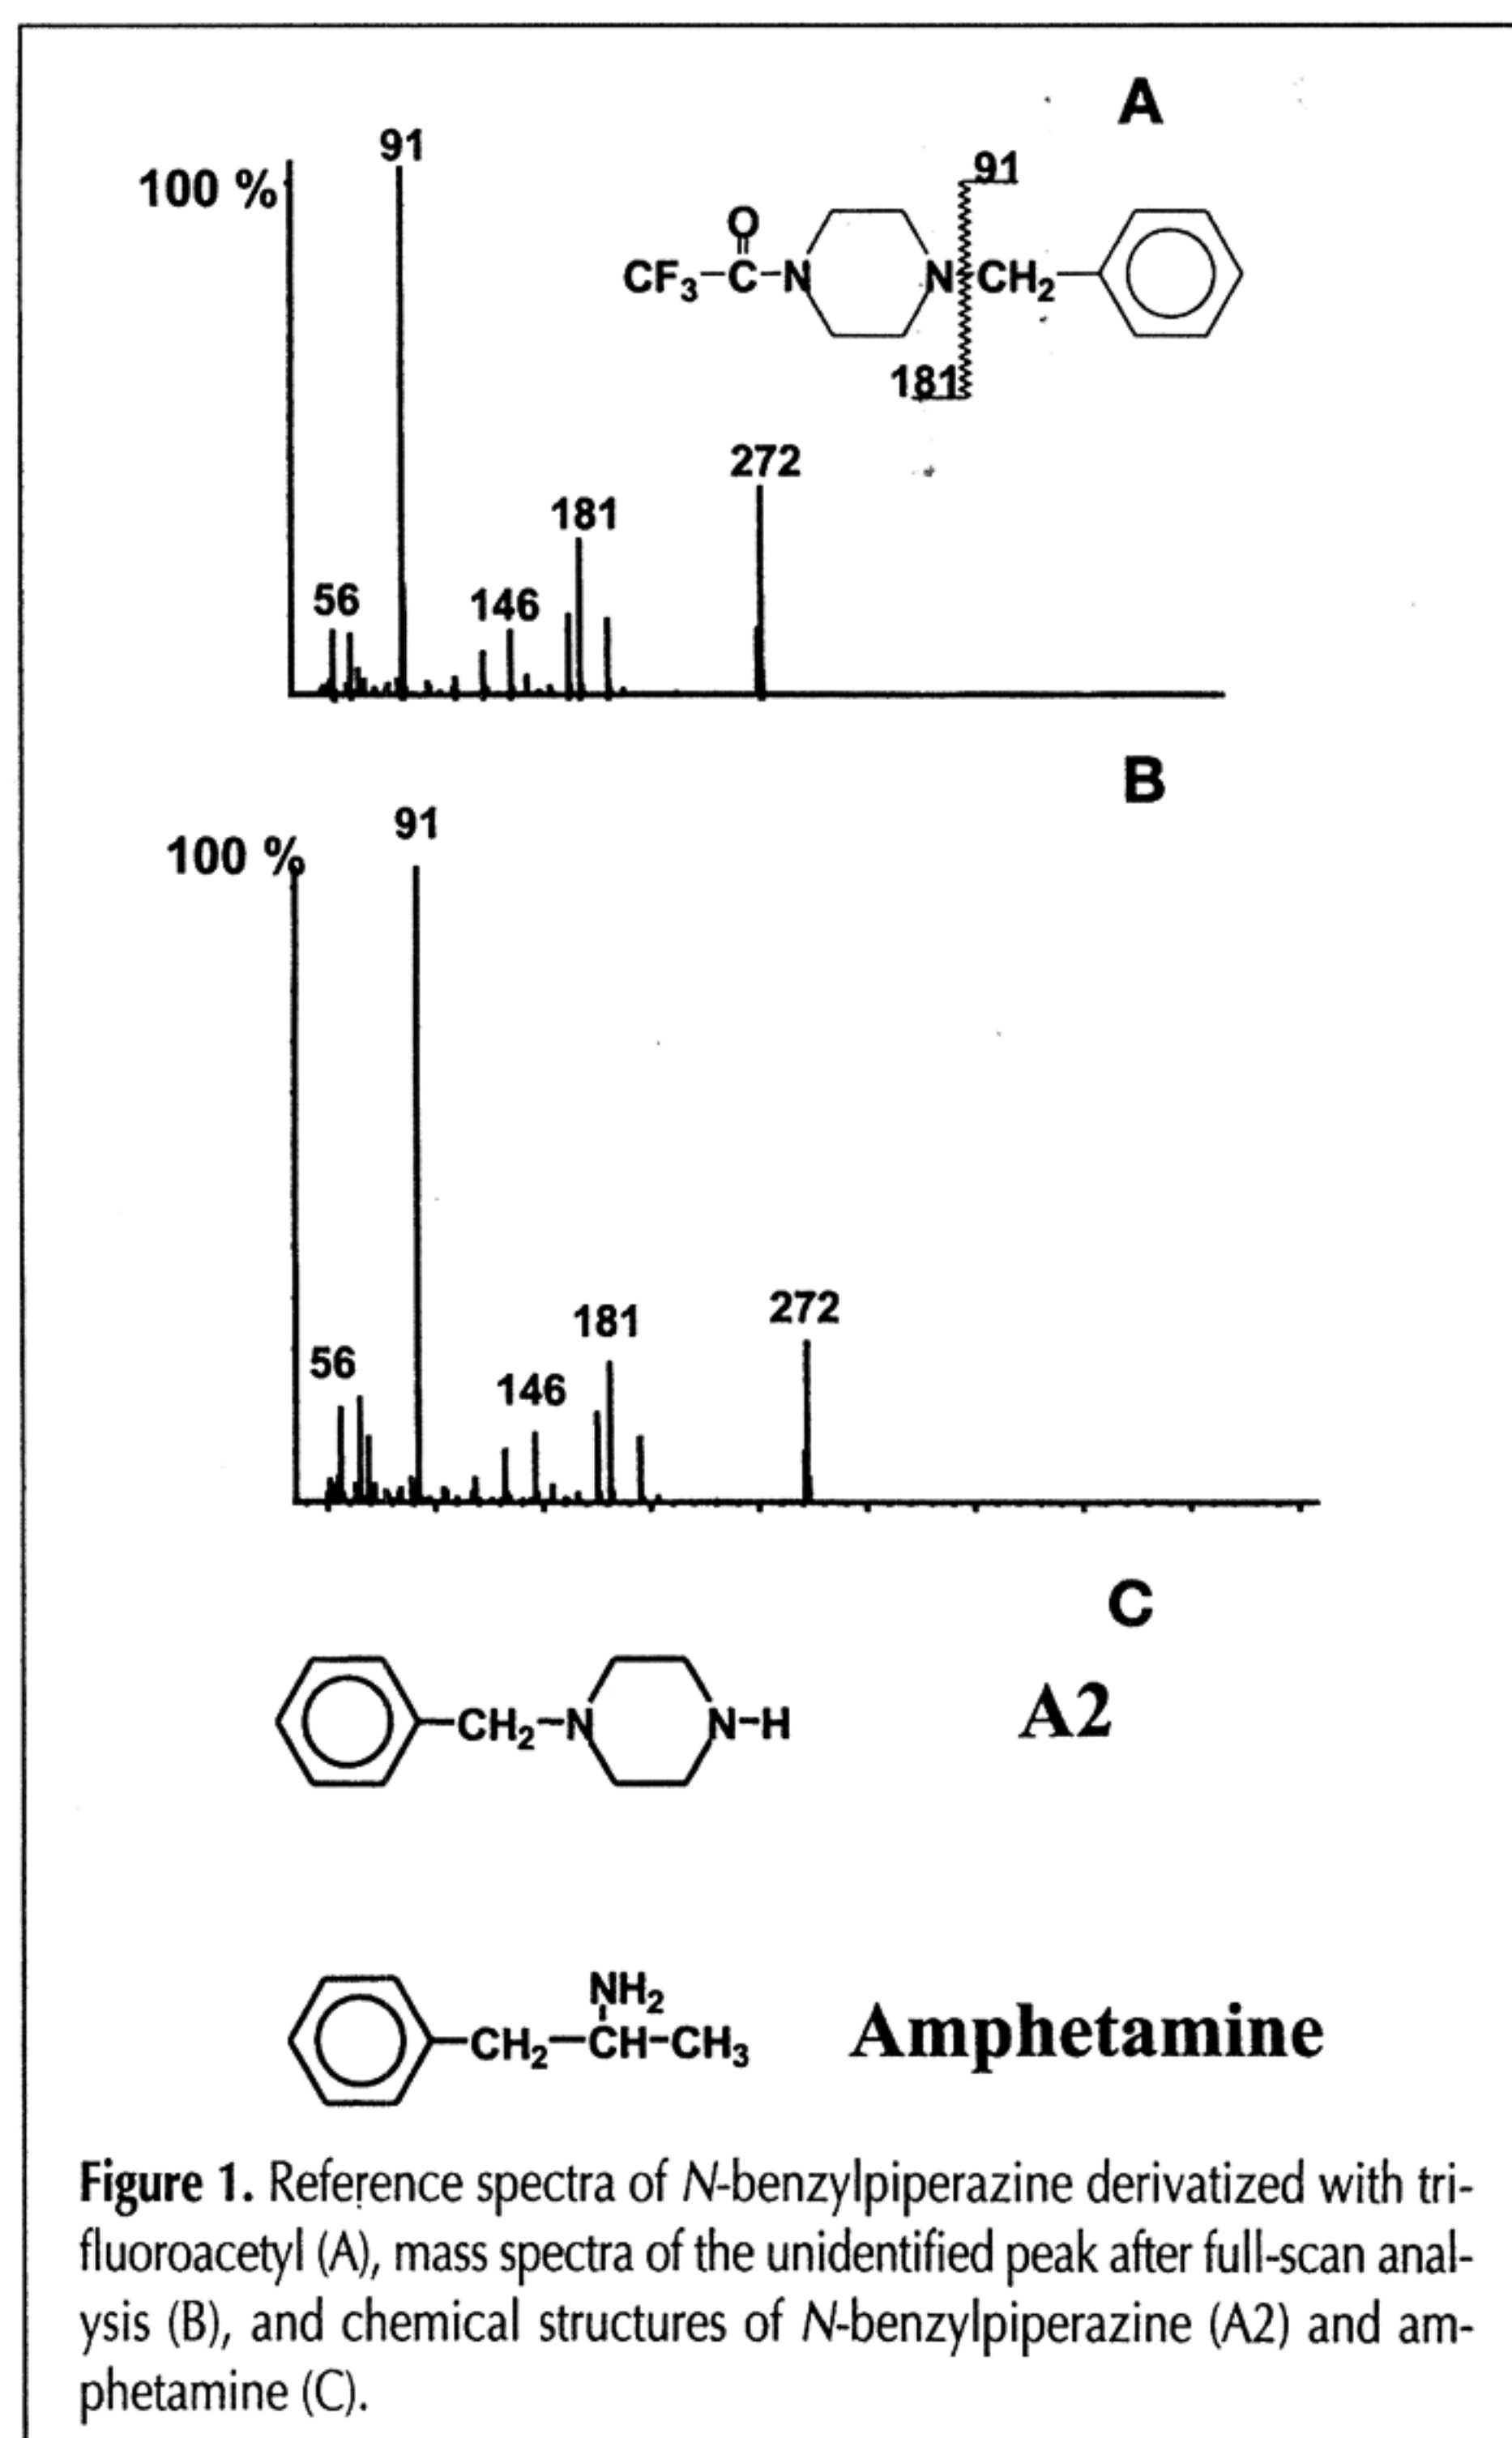 A
91
100 %
91
O
CF3-C-N N CH2
181
272
181
56
146
B
91
100 %
272
181
56
146
C
CH2-N N-H A2
NH2
CH2-CH-CH3 Amphetamine
Figure 1. Reference spectra of N-benzylpiperazine derivatized with tri-
fluoroacetyl (A), mass spectra of the unidentified peak after full-scan anal-
ysis (B), and chemical structures of N-benzylpiperazine (A2) and am-
phetamine (C).